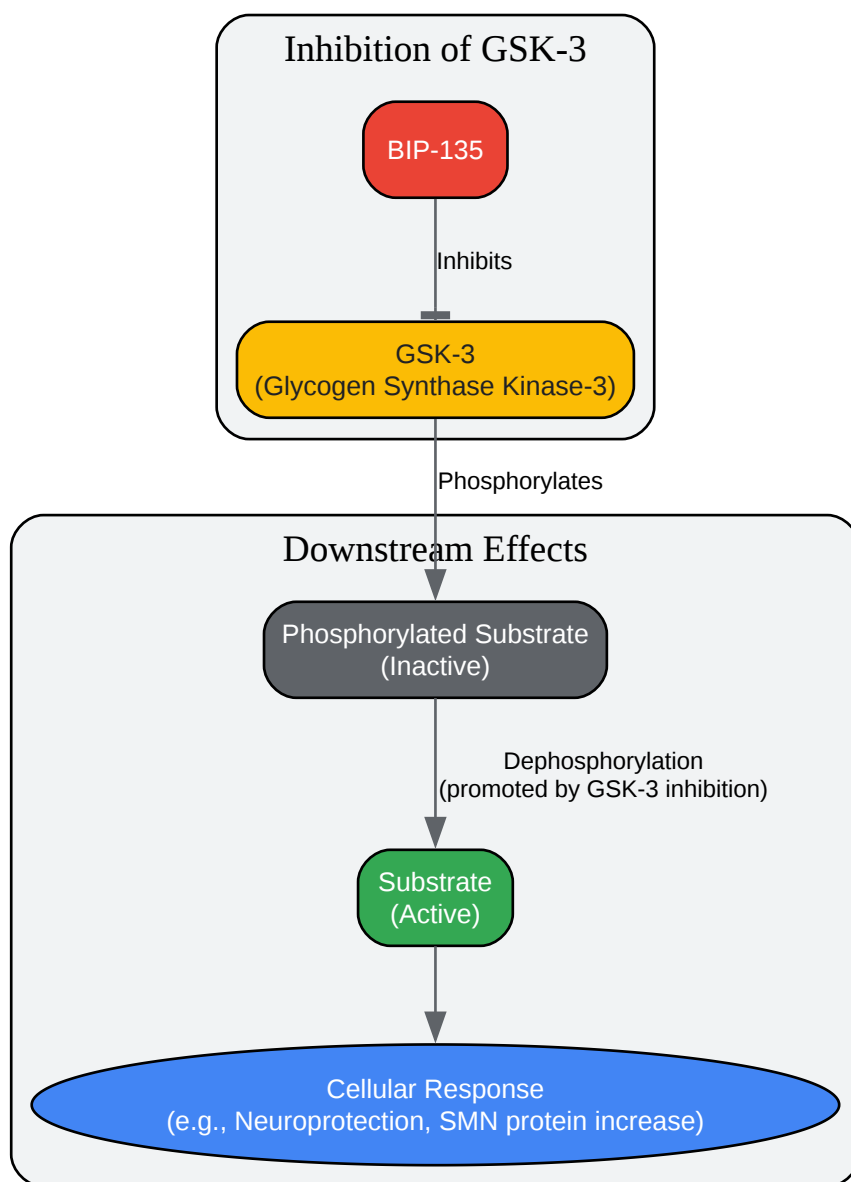 Inhibition of GSK-3
BIP-135
Inhibits
GSK-3
(Glycogen Synthase Kinase-3)
Phosphorylates
Downstream Effects
Phosphorylated Substrate
(Inactive)
Dephosphorylation
(promoted by GSK-3 inhibition)
Substrate
(Active)
Cellular Response
(e.g., Neuroprotection, SMN protein increase)